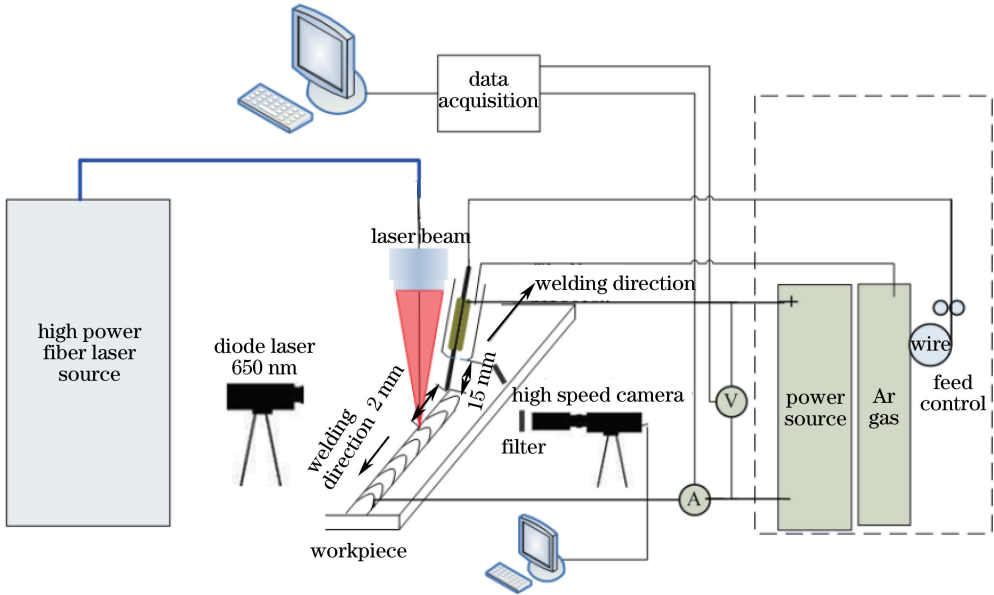 data
acquisition
laser beam
welding direction
high power
fiber laser
source
diode laser
650 nm
2 mm
15 mm
welding
direction
high speed camera
filter
workpiece
+
V
A
power
source
Ar
gas
wire
feed
control